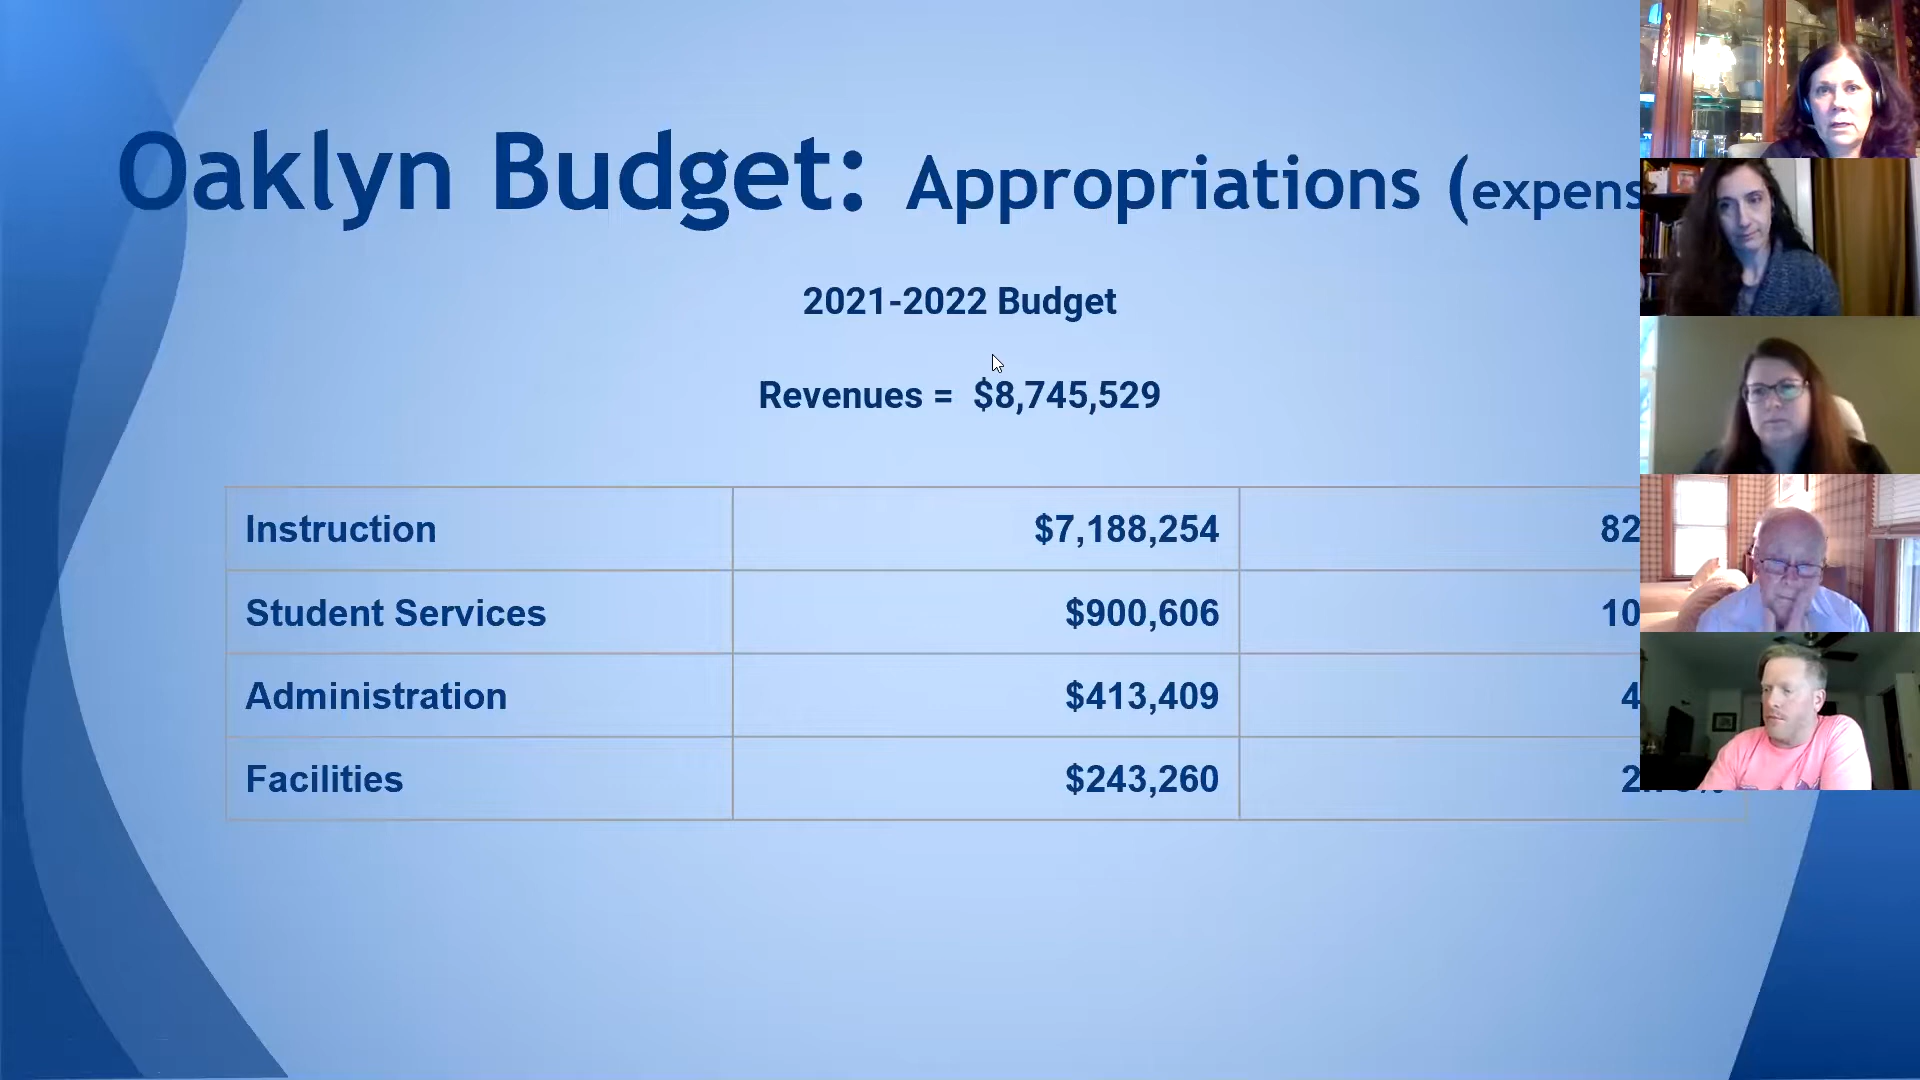 Oaklyn Budget: Appropriations (expens
2021-2022 Budget
Revenues = $8,745,529
Instruction $7,188,254 82
Student Services $900,606 10
Administration $413,409 4
Facilities $243,260 2